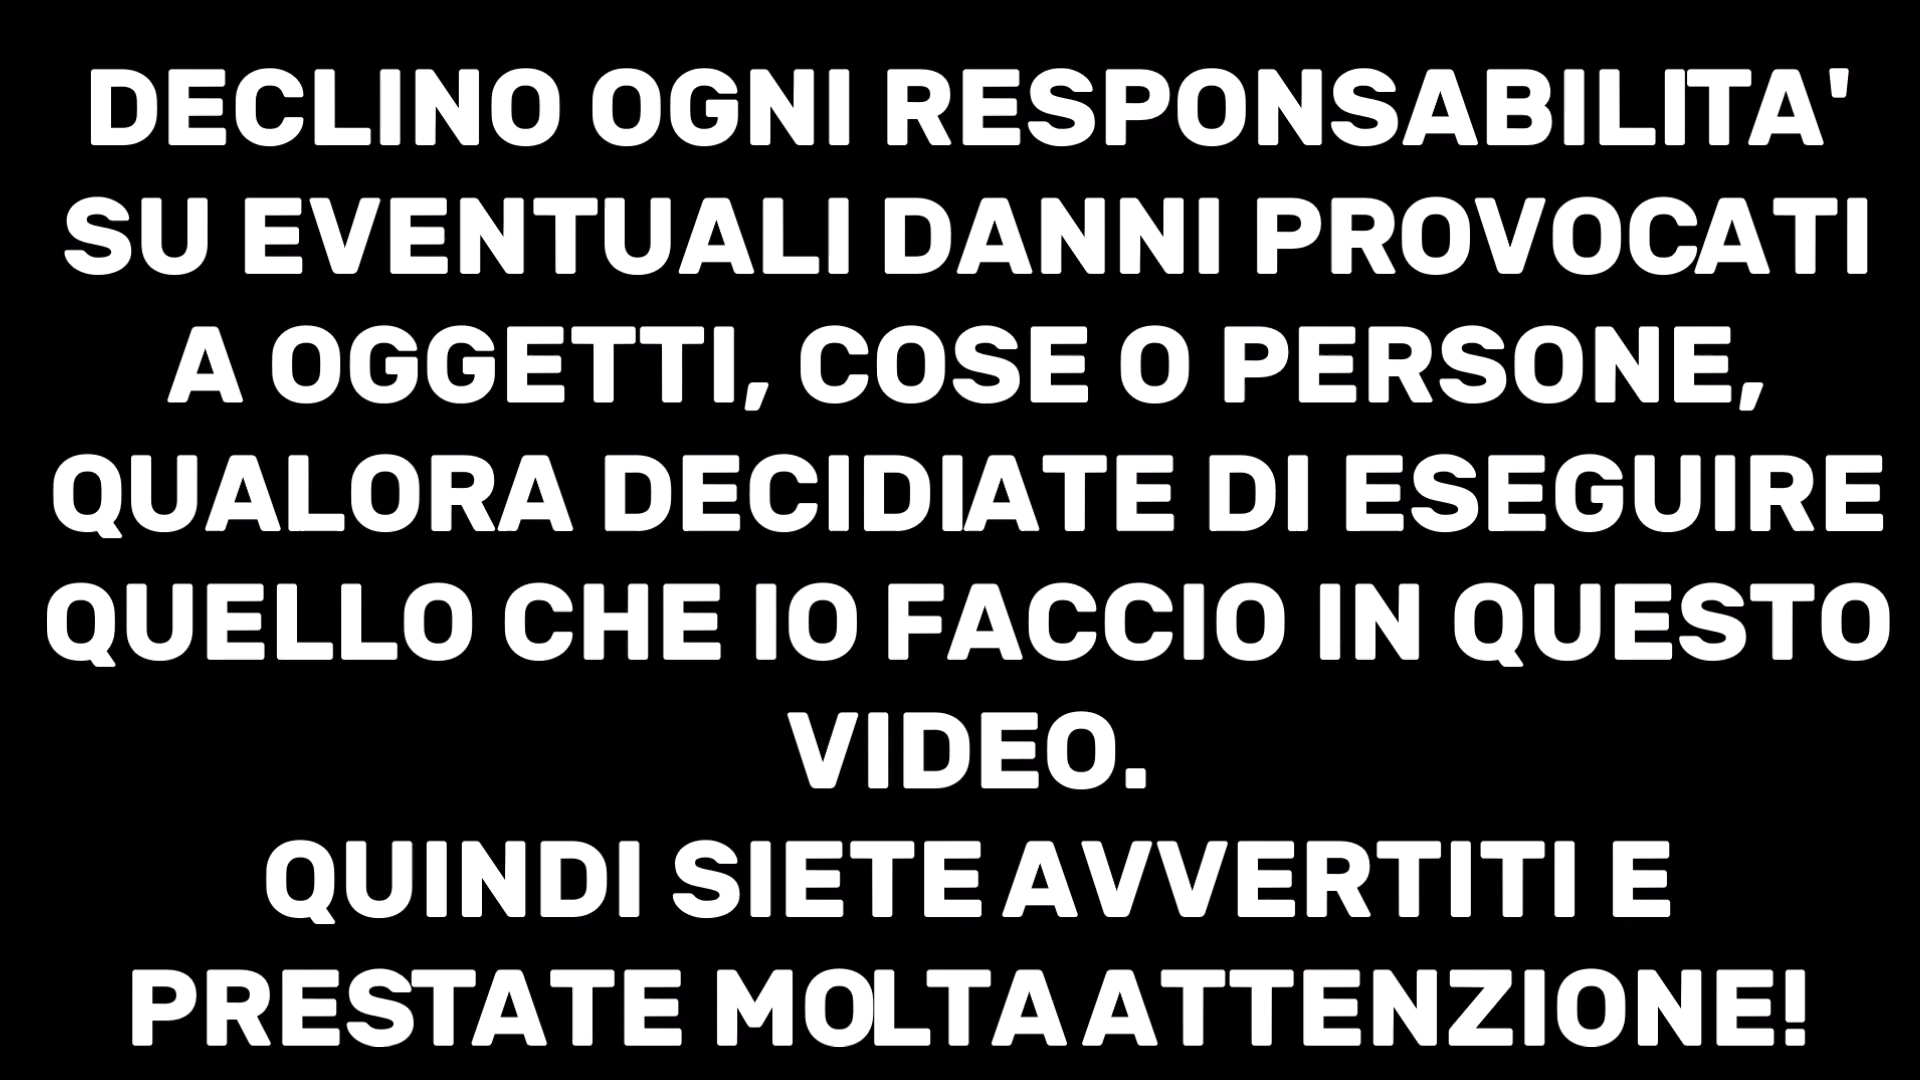 DECLINO OGNI RESPONSABILITA'
SU EVENTUALI DANNI PROVOCATI
A OGGETTI, COSE O PERSONE,
QUALORA DECIDIATE DI ESEGUIRE
QUELLO CHE IO FACCIO IN QUESTO
VIDEO.
QUINDI SIETE AVVERTITI E
PRESTATE MOLTA ATTENZIONE!